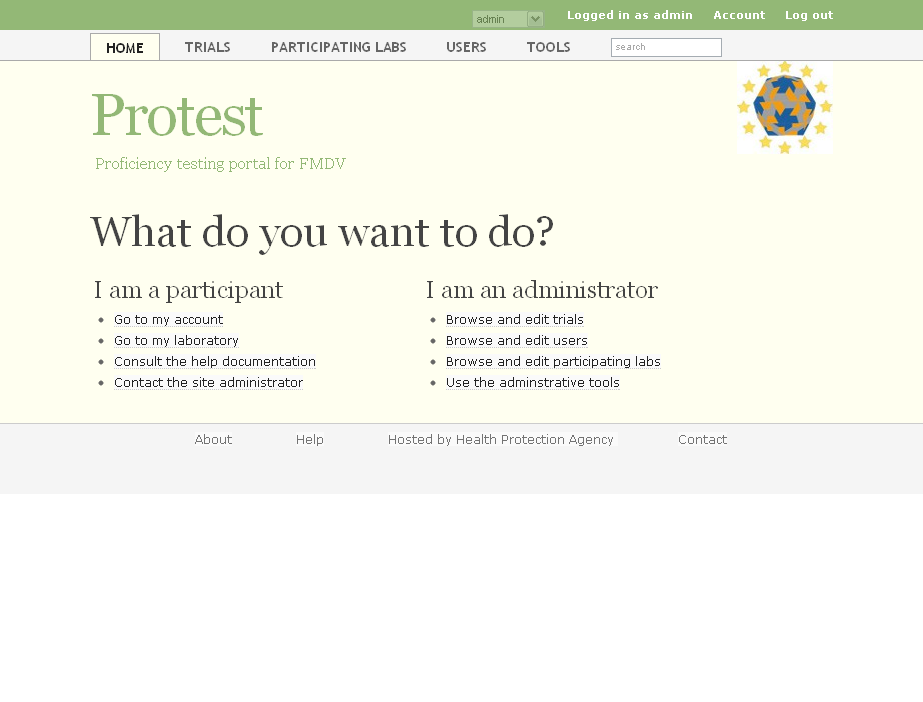 admin Logged in as admin Account Log out
HOME TRIALS PARTICIPATING LABS USERS TOOLS search
Protest
Proficiency testing portal for FMDV
What do you want to do?
I am a participant
Go to my account
Go to my laboratory
Consult the help documentation
Contact the site administrator
I am an administrator
Browse and edit trials
Browse and edit users
Browse and edit participating labs
Use the adminstrative tools
About Help Hosted by Health Protection Agency Contact